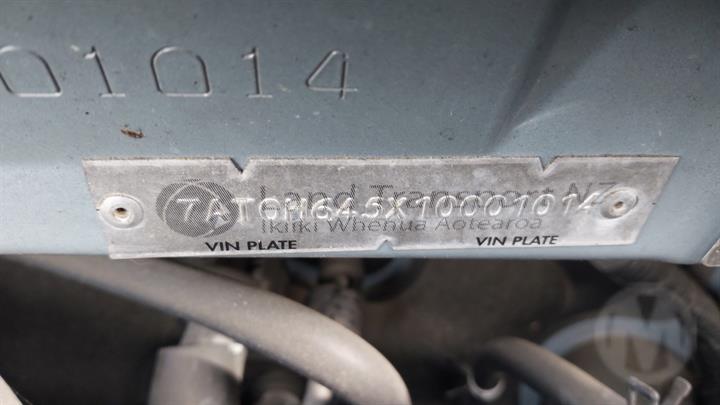 01014
Land Transport NZ
7AT0H645X10001014
Ikiiki Whenua Aotearoa
VIN PLATE VIN PLATE
M